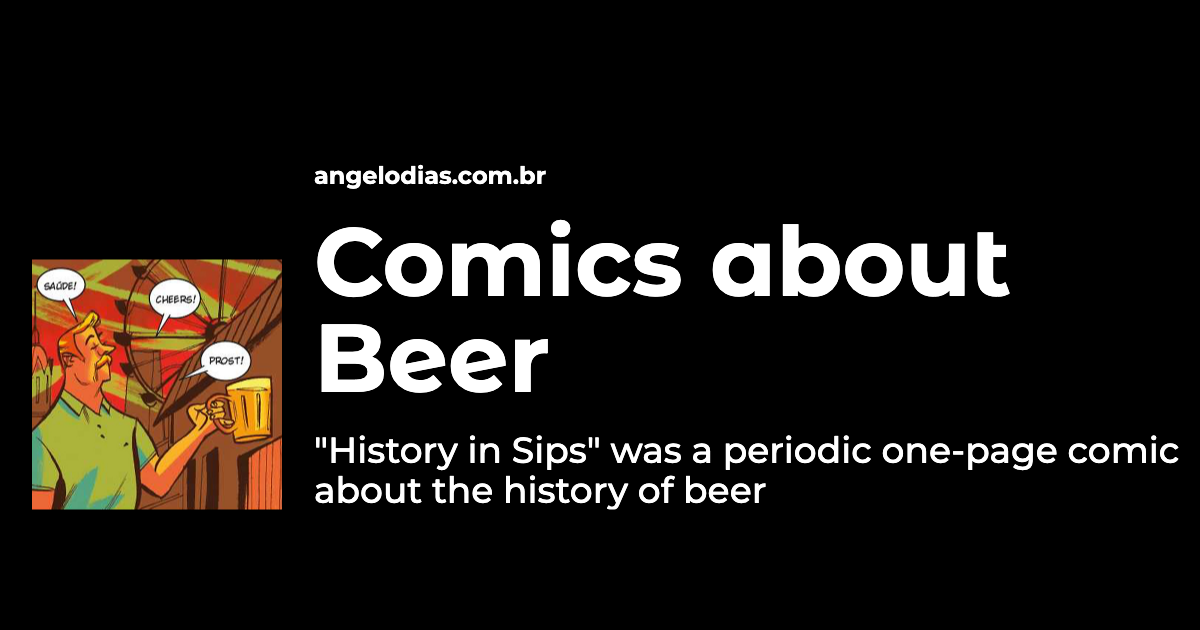 angelodias.com.br
Comics about
Beer
"History in Sips" was a periodic one-page comic
about the history of beer
SAÚDE!
CHEERS!
PROST!